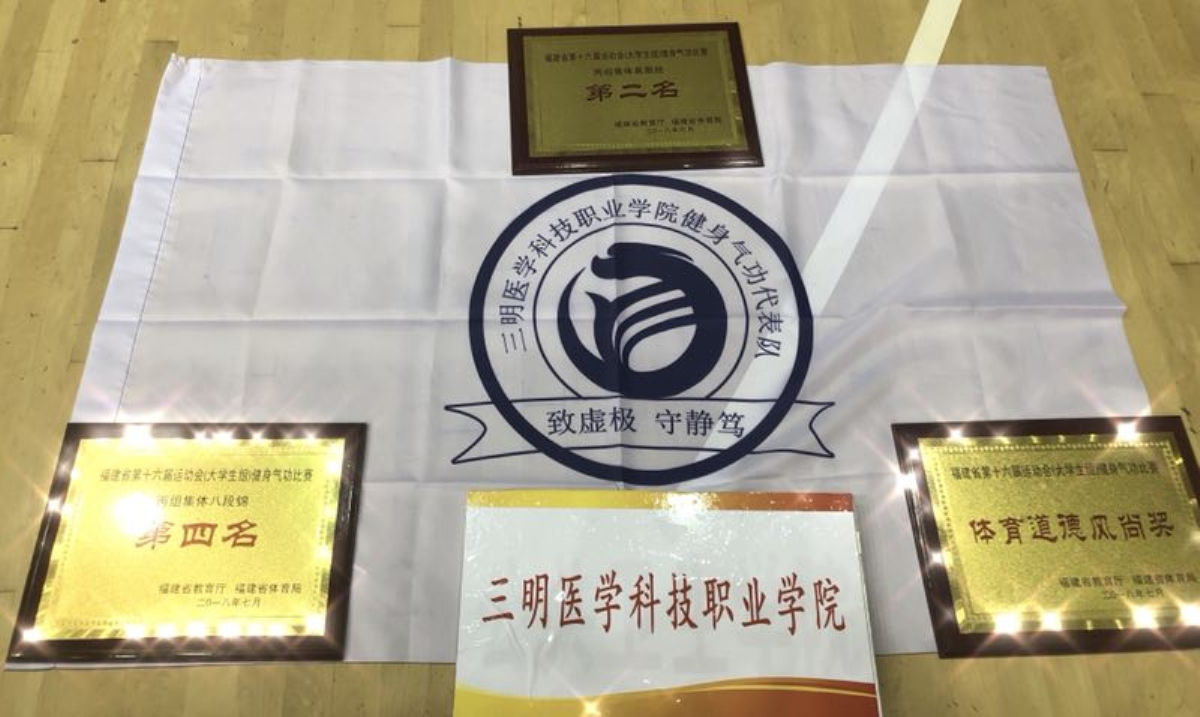 福建省第十六届运动会(大学生组)健身气功比赛
第二名
福建省教育厅 福建省体育局
二〇一八年七月
三明医学科技职业学院健身气功代表队
致虚极 守静笃
福建省第十六届运动会(大学生组)健身气功比赛
丙组集体八段锦
第四名
福建省教育厅 福建省体育局
二〇一八年七月
福建省第十六届运动会(大学生组)健身气功比赛
体育道德风尚奖
福建省教育厅 福建省体育局
二〇一八年七月
三明医学科技职业学院